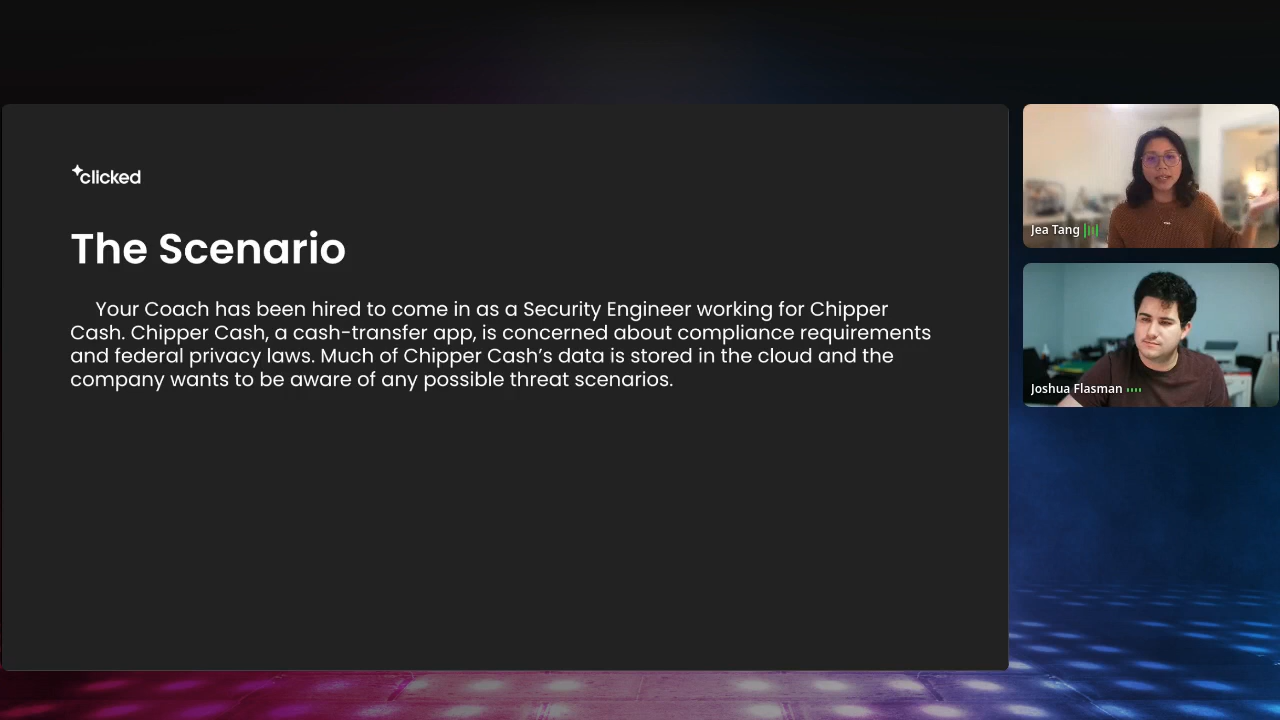 clicked
The Scenario
Your Coach has been hired to come in as a Security Engineer working for Chipper
Cash. Chipper Cash, a cash-transfer app, is concerned about compliance requirements
and federal privacy laws. Much of Chipper Cash’s data is stored in the cloud and the
company wants to be aware of any possible threat scenarios.
Jea Tang
Joshua Flasman